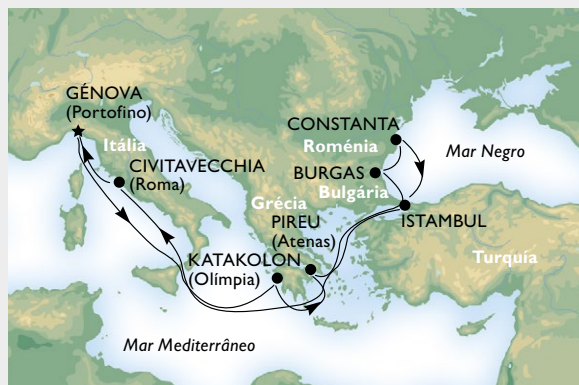 GÉNOVA
(Portofino)
Itália
CIVITAVECCHIA
(Roma)
CONSTANTA
Roménia
Mar Negro
BURGAS
Bulgária
ISTAMBUL
Grécia
PIREU
(Atenas)
KATAKOLON
(Olímpia)
Turquía
Mar Mediterrâneo